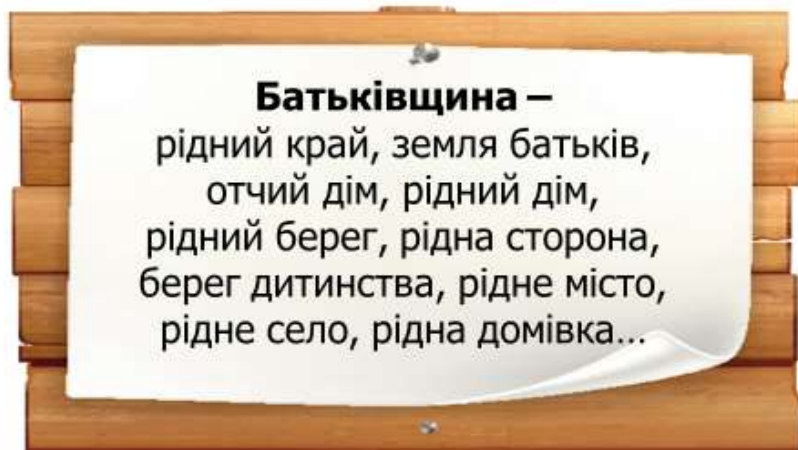 Батьківщина –
рідний край, земля батьків,
отчий дім, рідний дім,
рідний берег, рідна сторона,
берег дитинства, рідне місто,
рідне село, рідна домівка...